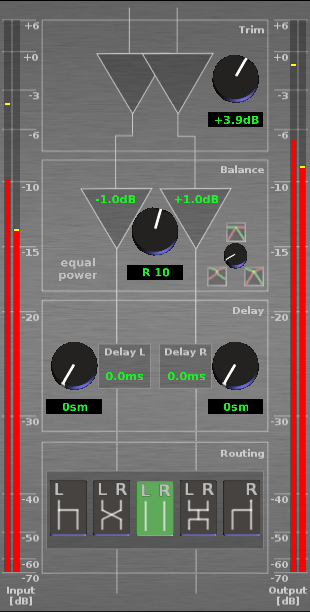 +6
+6
Trim
+0
+0
-3
-3
+3.9dB
-6
-6
Balance
-10
-10
-1.0dB
+1.0dB
-15
-15
equal
power
R 10
Delay
-20
-20
Delay L
Delay R
0.0ms
0.0ms
0sm
0sm
-30
-30
Routing
L
L R
L R
L R
R
-40
-40
-50
-50
-60
-60
-70
-70
Input
[dB]
Output
[dB]